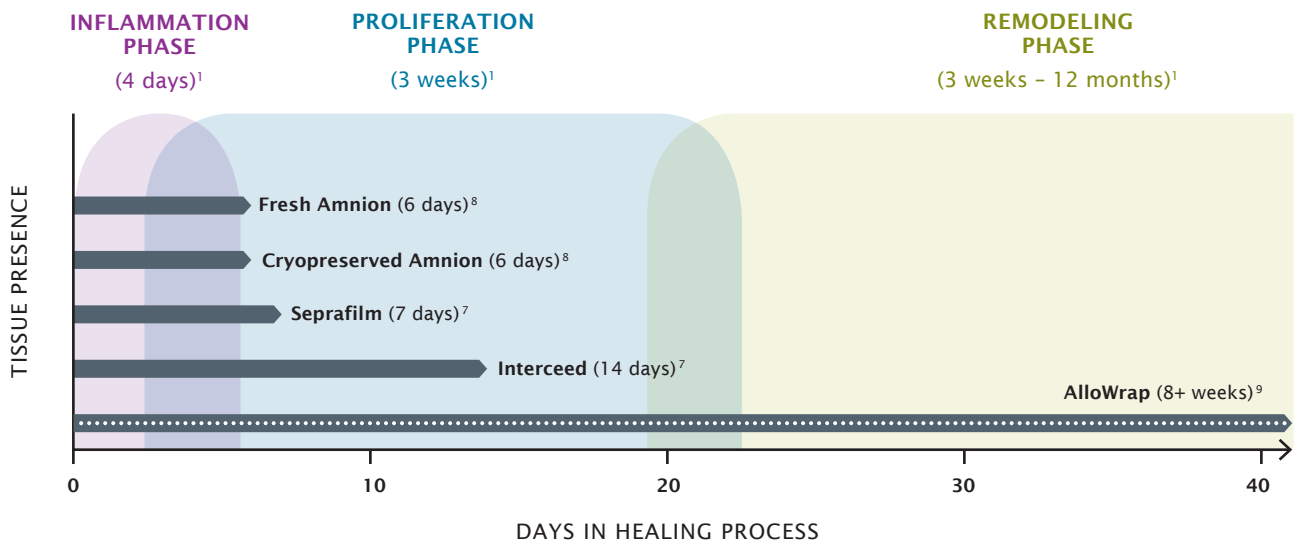 INFLAMMATION
PHASE
(4 days)¹
PROLIFERATION
PHASE
(3 weeks)¹
REMODELING
PHASE
(3 weeks – 12 months)¹
TISSUE PRESENCE
Fresh Amnion (6 days)⁸
Cryopreserved Amnion (6 days)⁸
Seprafilm (7 days)⁷
Interceed (14 days)⁷
AlloWrap (8+ weeks)⁹
0 10 20 30 40
DAYS IN HEALING PROCESS